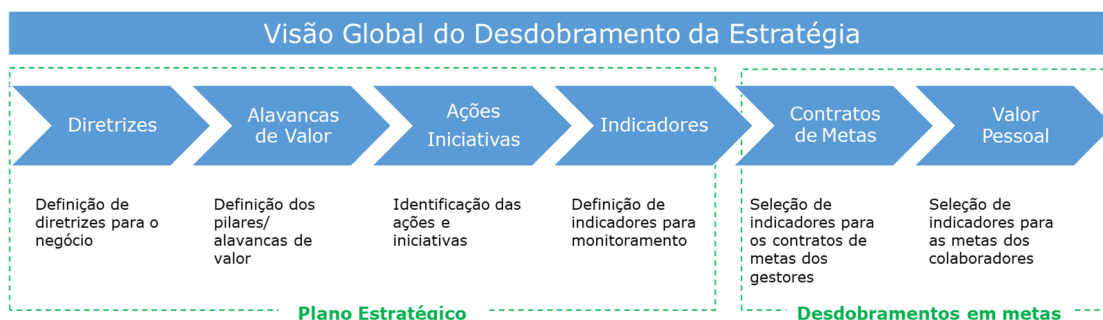 Visão Global do Desdobramento da Estratégia
Diretrizes
Alavancas
de Valor
Ações
Iniciativas
Indicadores
Contratos
de Metas
Valor
Pessoal
Definição de
diretrizes para o
negócio
Definição dos
pilares/
alavancas de
valor
Identificação das
ações e
iniciativas
Definição de
indicadores para
monitoramento
Seleção de
indicadores para
os contratos de
metas dos
gestores
Seleção de
indicadores para
as metas dos
colaboradores
Plano Estratégico
Desdobramentos em metas